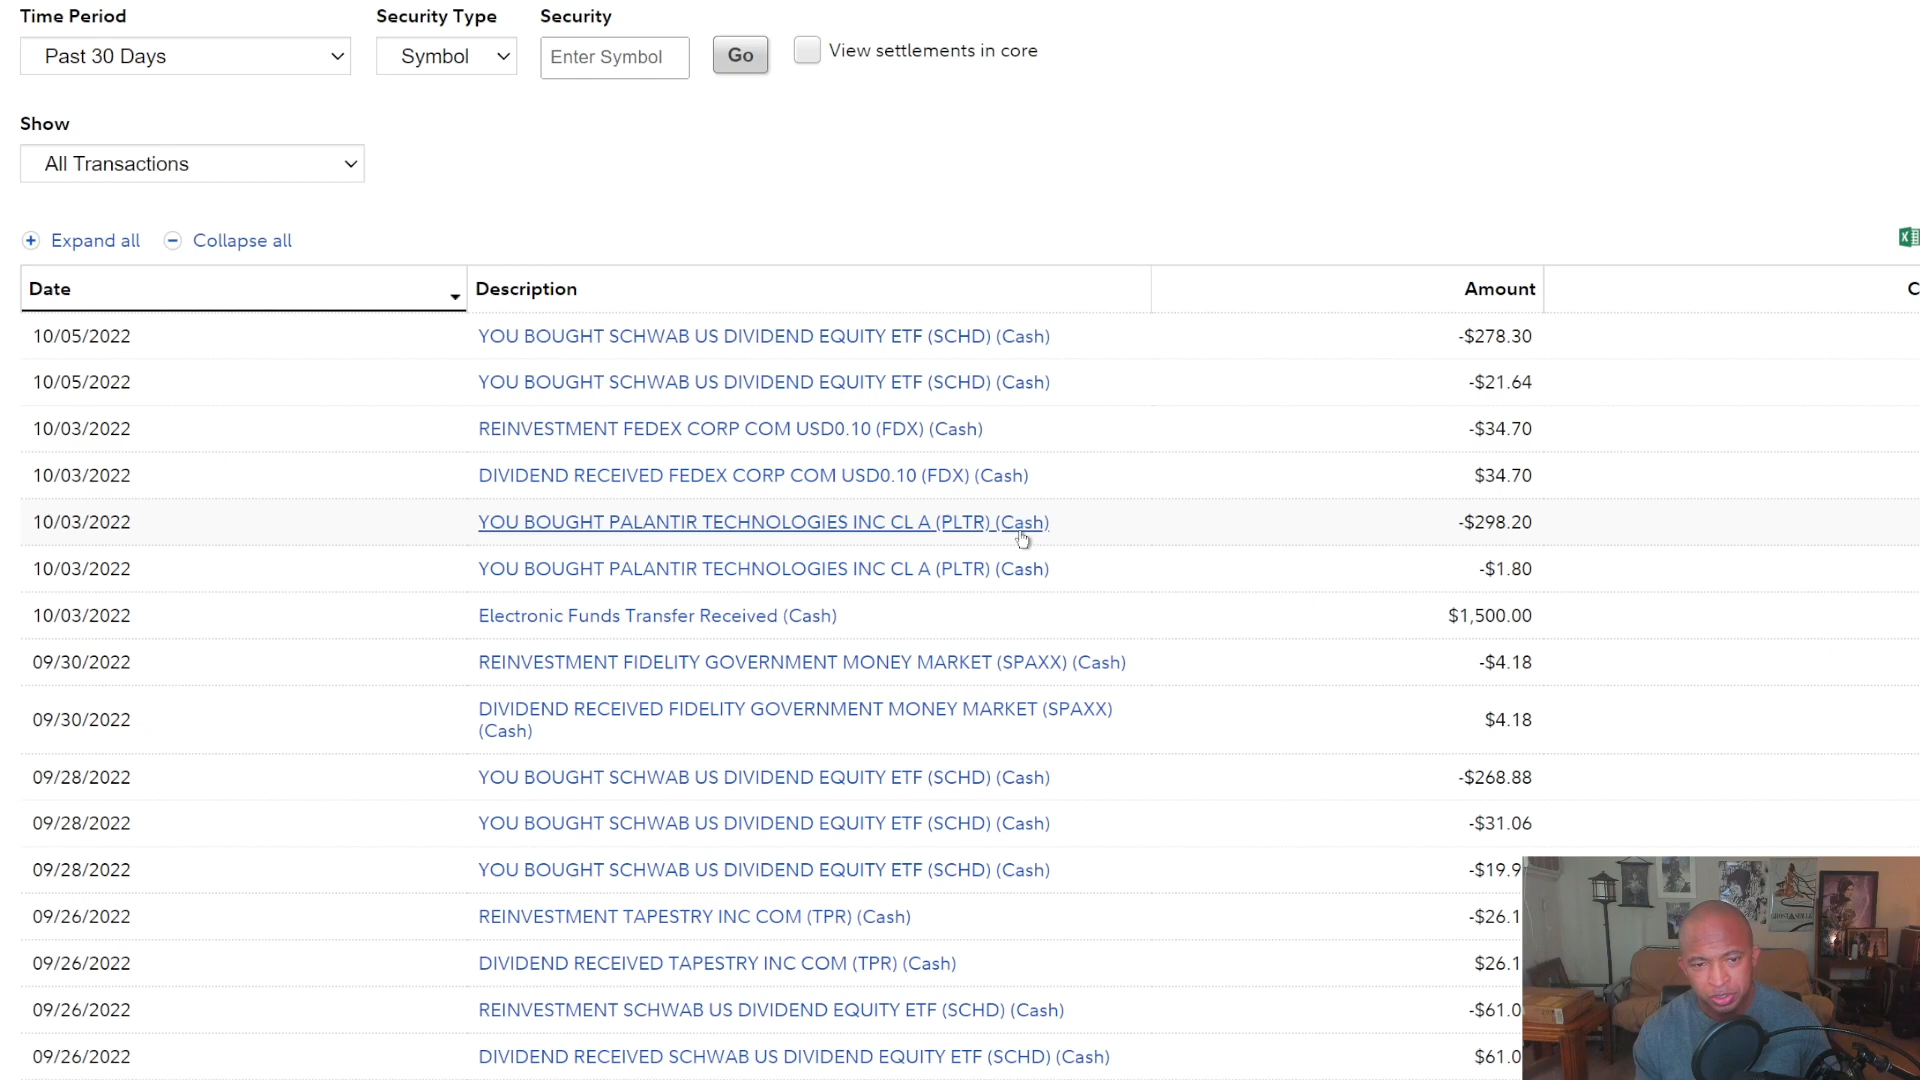 Time Period Security Type Security
Past 30 Days Symbol Enter Symbol Go View settlements in core
Show
All Transactions
Expand all Collapse all
Date Description Amount C
10/05/2022 YOU BOUGHT SCHWAB US DIVIDEND EQUITY ETF (SCHD) (Cash) -$278.30
10/05/2022 YOU BOUGHT SCHWAB US DIVIDEND EQUITY ETF (SCHD) (Cash) -$21.64
10/03/2022 REINVESTMENT FEDEX CORP COM USD0.10 (FDX) (Cash) -$34.70
10/03/2022 DIVIDEND RECEIVED FEDEX CORP COM USD0.10 (FDX) (Cash) $34.70
10/03/2022 YOU BOUGHT PALANTIR TECHNOLOGIES INC CL A (PLTR) (Cash) -$298.20
10/03/2022 YOU BOUGHT PALANTIR TECHNOLOGIES INC CL A (PLTR) (Cash) -$1.80
10/03/2022 Electronic Funds Transfer Received (Cash) $1,500.00
09/30/2022 REINVESTMENT FIDELITY GOVERNMENT MONEY MARKET (SPAXX) (Cash) -$4.18
09/30/2022 DIVIDEND RECEIVED FIDELITY GOVERNMENT MONEY MARKET (SPAXX) $4.18
(Cash)
09/28/2022 YOU BOUGHT SCHWAB US DIVIDEND EQUITY ETF (SCHD) (Cash) -$268.88
09/28/2022 YOU BOUGHT SCHWAB US DIVIDEND EQUITY ETF (SCHD) (Cash) -$31.06
09/28/2022 YOU BOUGHT SCHWAB US DIVIDEND EQUITY ETF (SCHD) (Cash) -$19.9
09/26/2022 REINVESTMENT TAPESTRY INC COM (TPR) (Cash) -$26.1
09/26/2022 DIVIDEND RECEIVED TAPESTRY INC COM (TPR) (Cash) $26.1
09/26/2022 REINVESTMENT SCHWAB US DIVIDEND EQUITY ETF (SCHD) (Cash) -$61.0
09/26/2022 DIVIDEND RECEIVED SCHWAB US DIVIDEND EQUITY ETF (SCHD) (Cash) $61.0